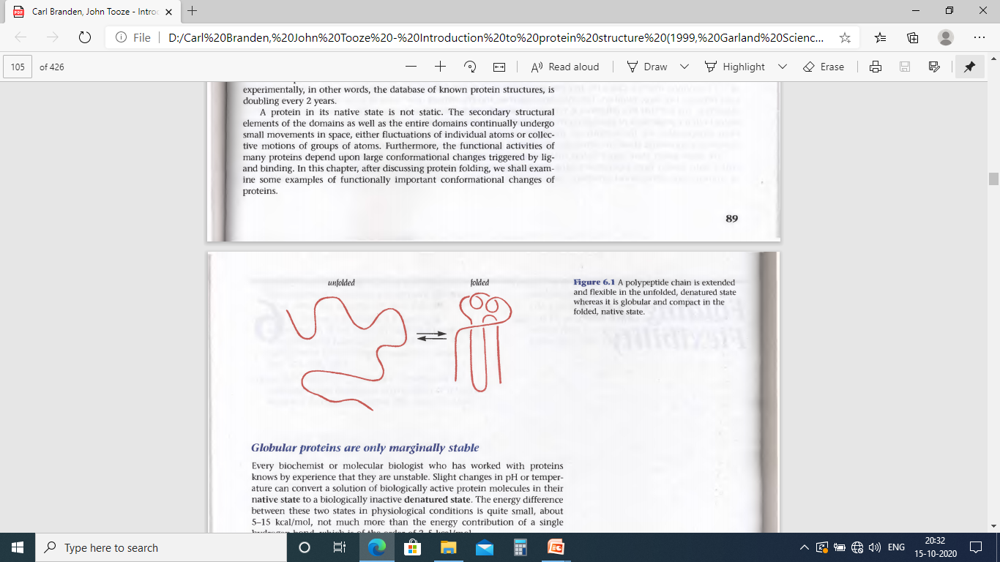 Carl Branden, John Tooze - Introd
File
D:/Carl%20Branden,%20John%20Tooze%20-%20Introduction%20to%20protein%20structure%20(1999,%20Garland%20Scienc...
105 of 426
Read aloud
Draw
Highlight
Erase
experimentally, in other words, the database of known protein structures, is
doubling every 2 years.
A protein in its native state is not static. The secondary structural
elements of the domains as well as the entire domains continually undergo
small movements in space, either fluctuations of individual atoms or collec-
tive motions of groups of atoms. Furthermore, the functional activities of
many proteins depend upon large conformational changes triggered by lig-
and binding. In this chapter, after discussing protein folding, we shall exam-
ine some examples of functionally important conformational changes of
proteins.
89
unfolded
folded
Figure 6.1 A polypeptide chain is extended
and flexible in the unfolded, denatured state
whereas it is globular and compact in the
folded, native state.
Globular proteins are only marginally stable
Every biochemist or molecular biologist who has worked with proteins
knows by experience that they are unstable. Slight changes in pH or temper-
ature can convert a solution of biologically active protein molecules in their
native state to a biologically inactive denatured state. The energy difference
between these two states in physiological conditions is quite small, about
5–15 kcal/mol, not much more than the energy contribution of a single
Type here to search
ENG
20:32
15-10-2020